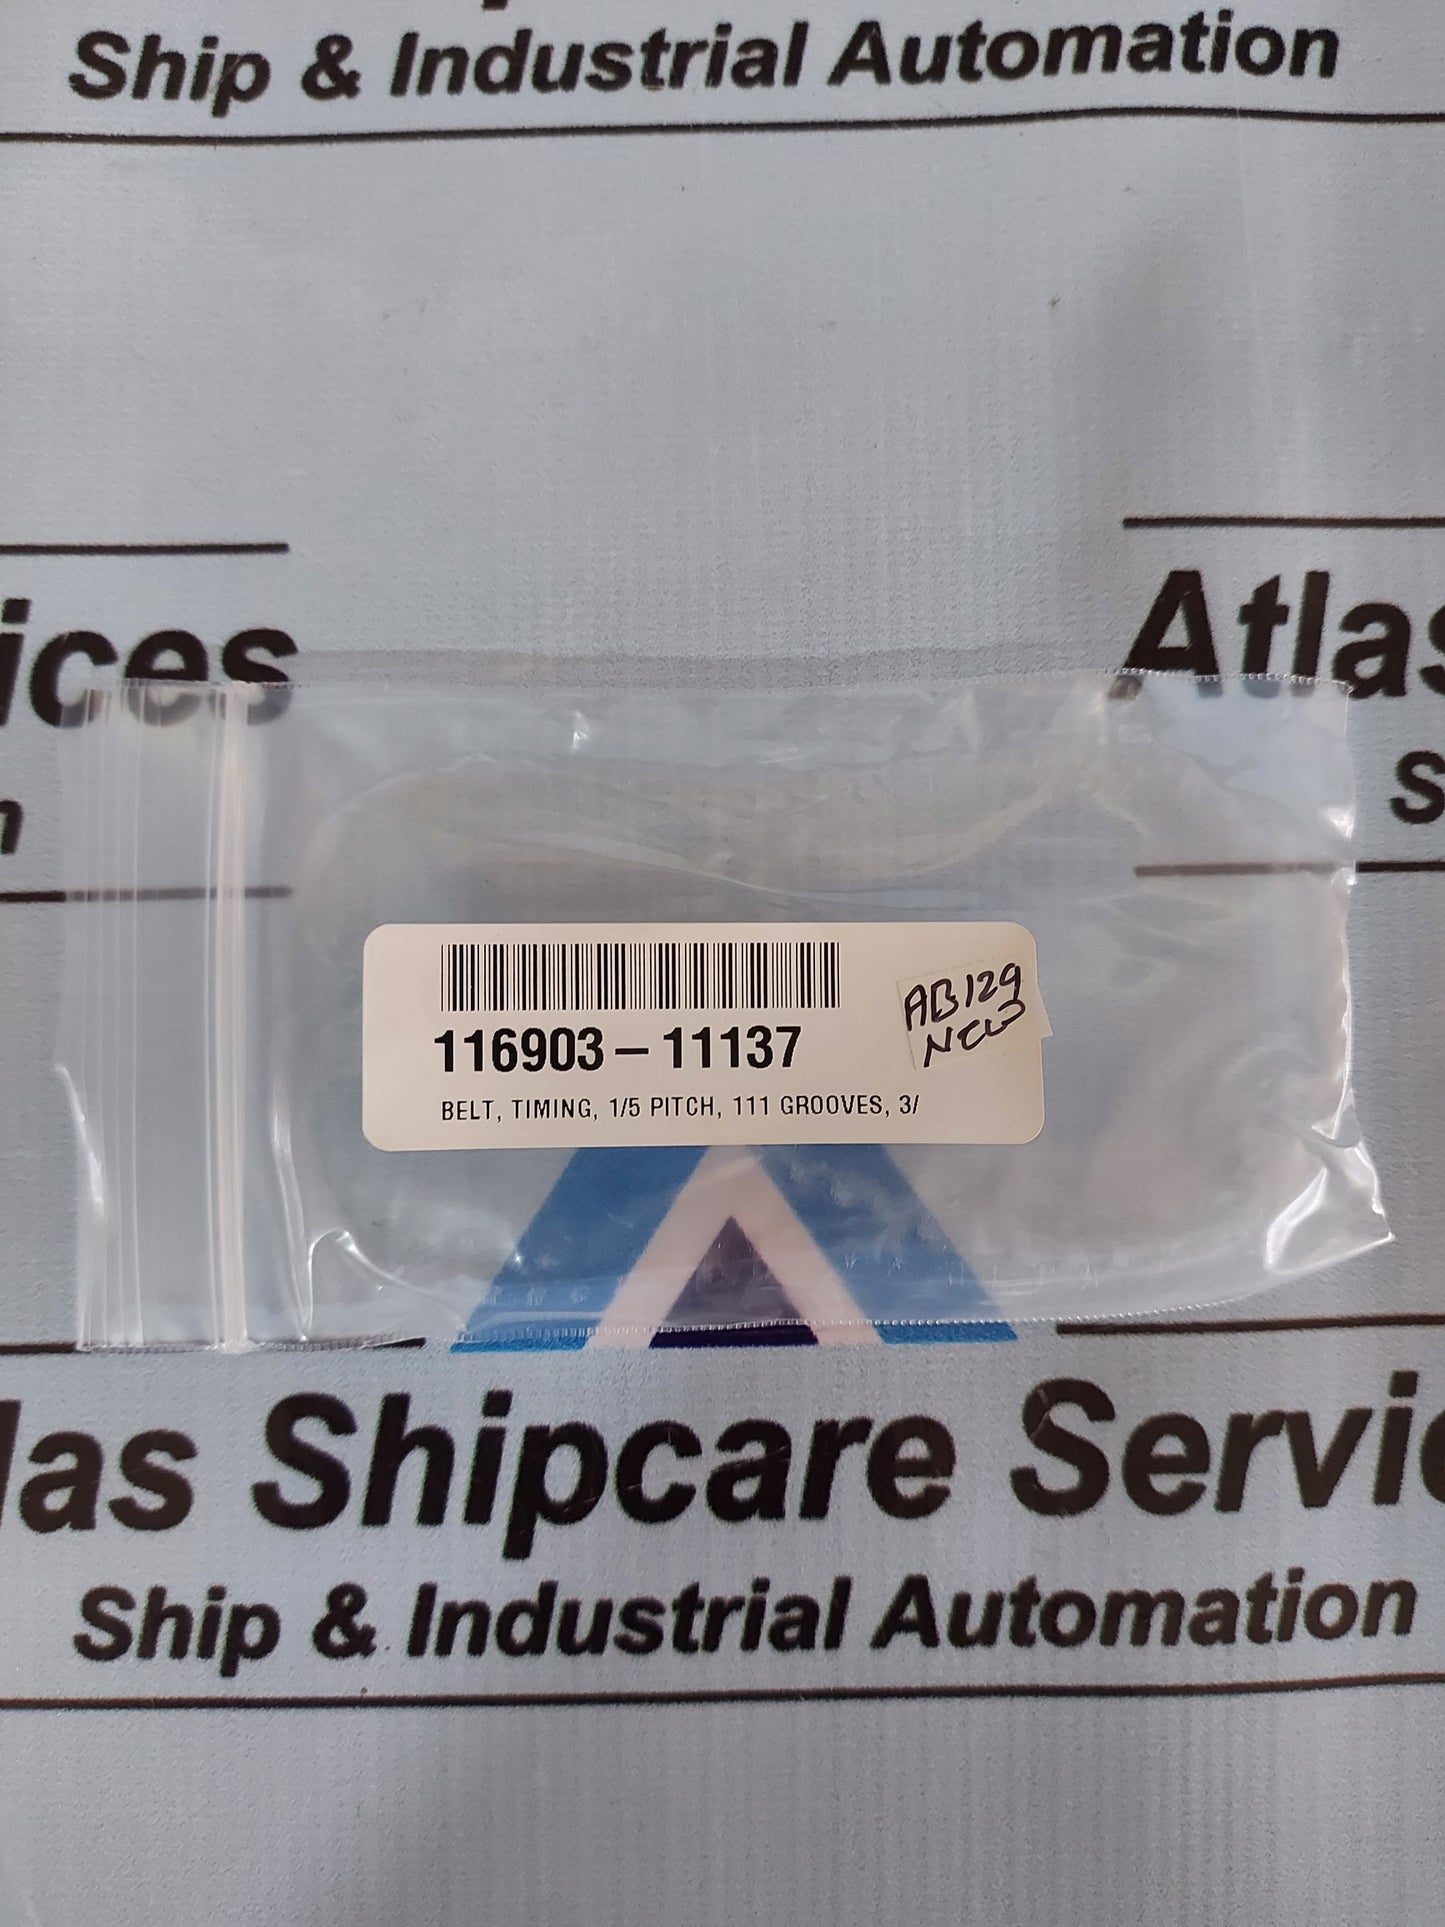 Ship & Industrial Automation
ices
Atlas
n
S
116903-11137
BELT, TIMING, 1/5 PITCH, 111 GROOVES, 3/
AB129
NEW
las Shipcare Servic
Ship & Industrial Automation